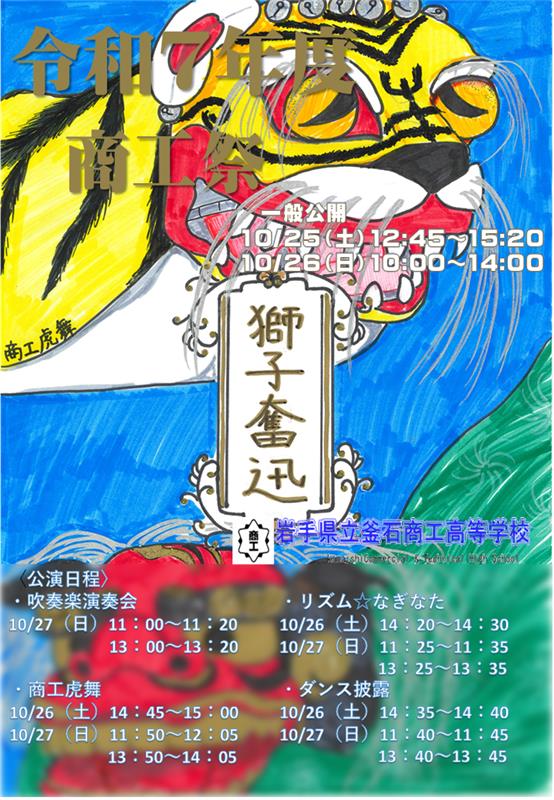 令和7年度
商工祭
一般公開
10/25(土)12:45~15:20
10/26(日)10:00~14:00
商工虎舞
獅子奮迅
商工
岩手県立釜石商工高等学校
Kamaishi Commercial & Technical High School
〈公演日程〉
・吹奏楽演奏会
10/27（日）11：00～11：20
13：00～13：20
・リズム☆なぎなた
10/26（土）14：20～14：30
10/27（日）11：25～11：35
13：25～13：35
・商工虎舞
10/26（土）14：45～15：00
10/27（日）11：50～12：05
13：50～14：05
・ダンス披露
10/26（土）14：35～14：40
10/27（日）11：40～11：45
13：40～13：45